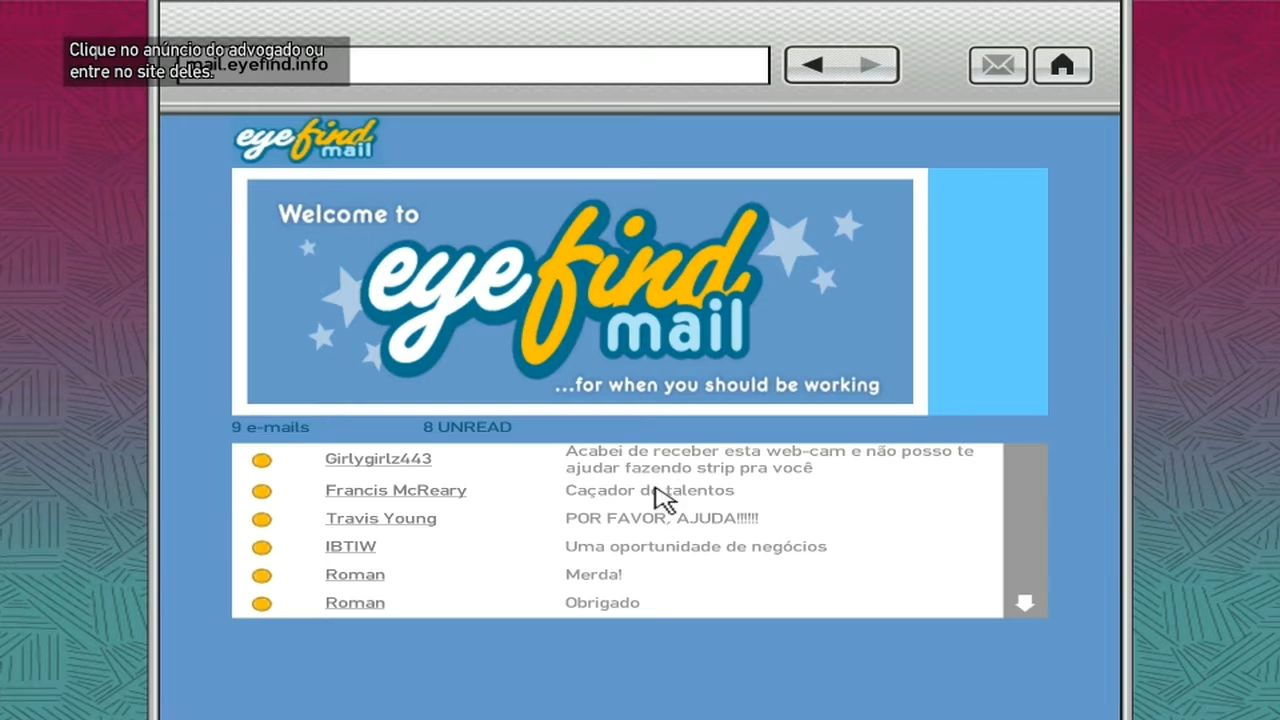 Clique no anúncio do advogado ou
entre no site deles.
mail.eyefind.info
eyefind
mail
Welcome to
eyefind
mail
...for when you should be working
9 e-mails 8 UNREAD
Girlygirlz443 Acabei de receber esta web-cam e não posso te
ajudar fazendo strip pra você
Francis McReary Caçador de talentos
Travis Young POR FAVOR, AJUDA!!!!!!
IBTIW Uma oportunidade de negócios
Roman Merda!
Roman Obrigado